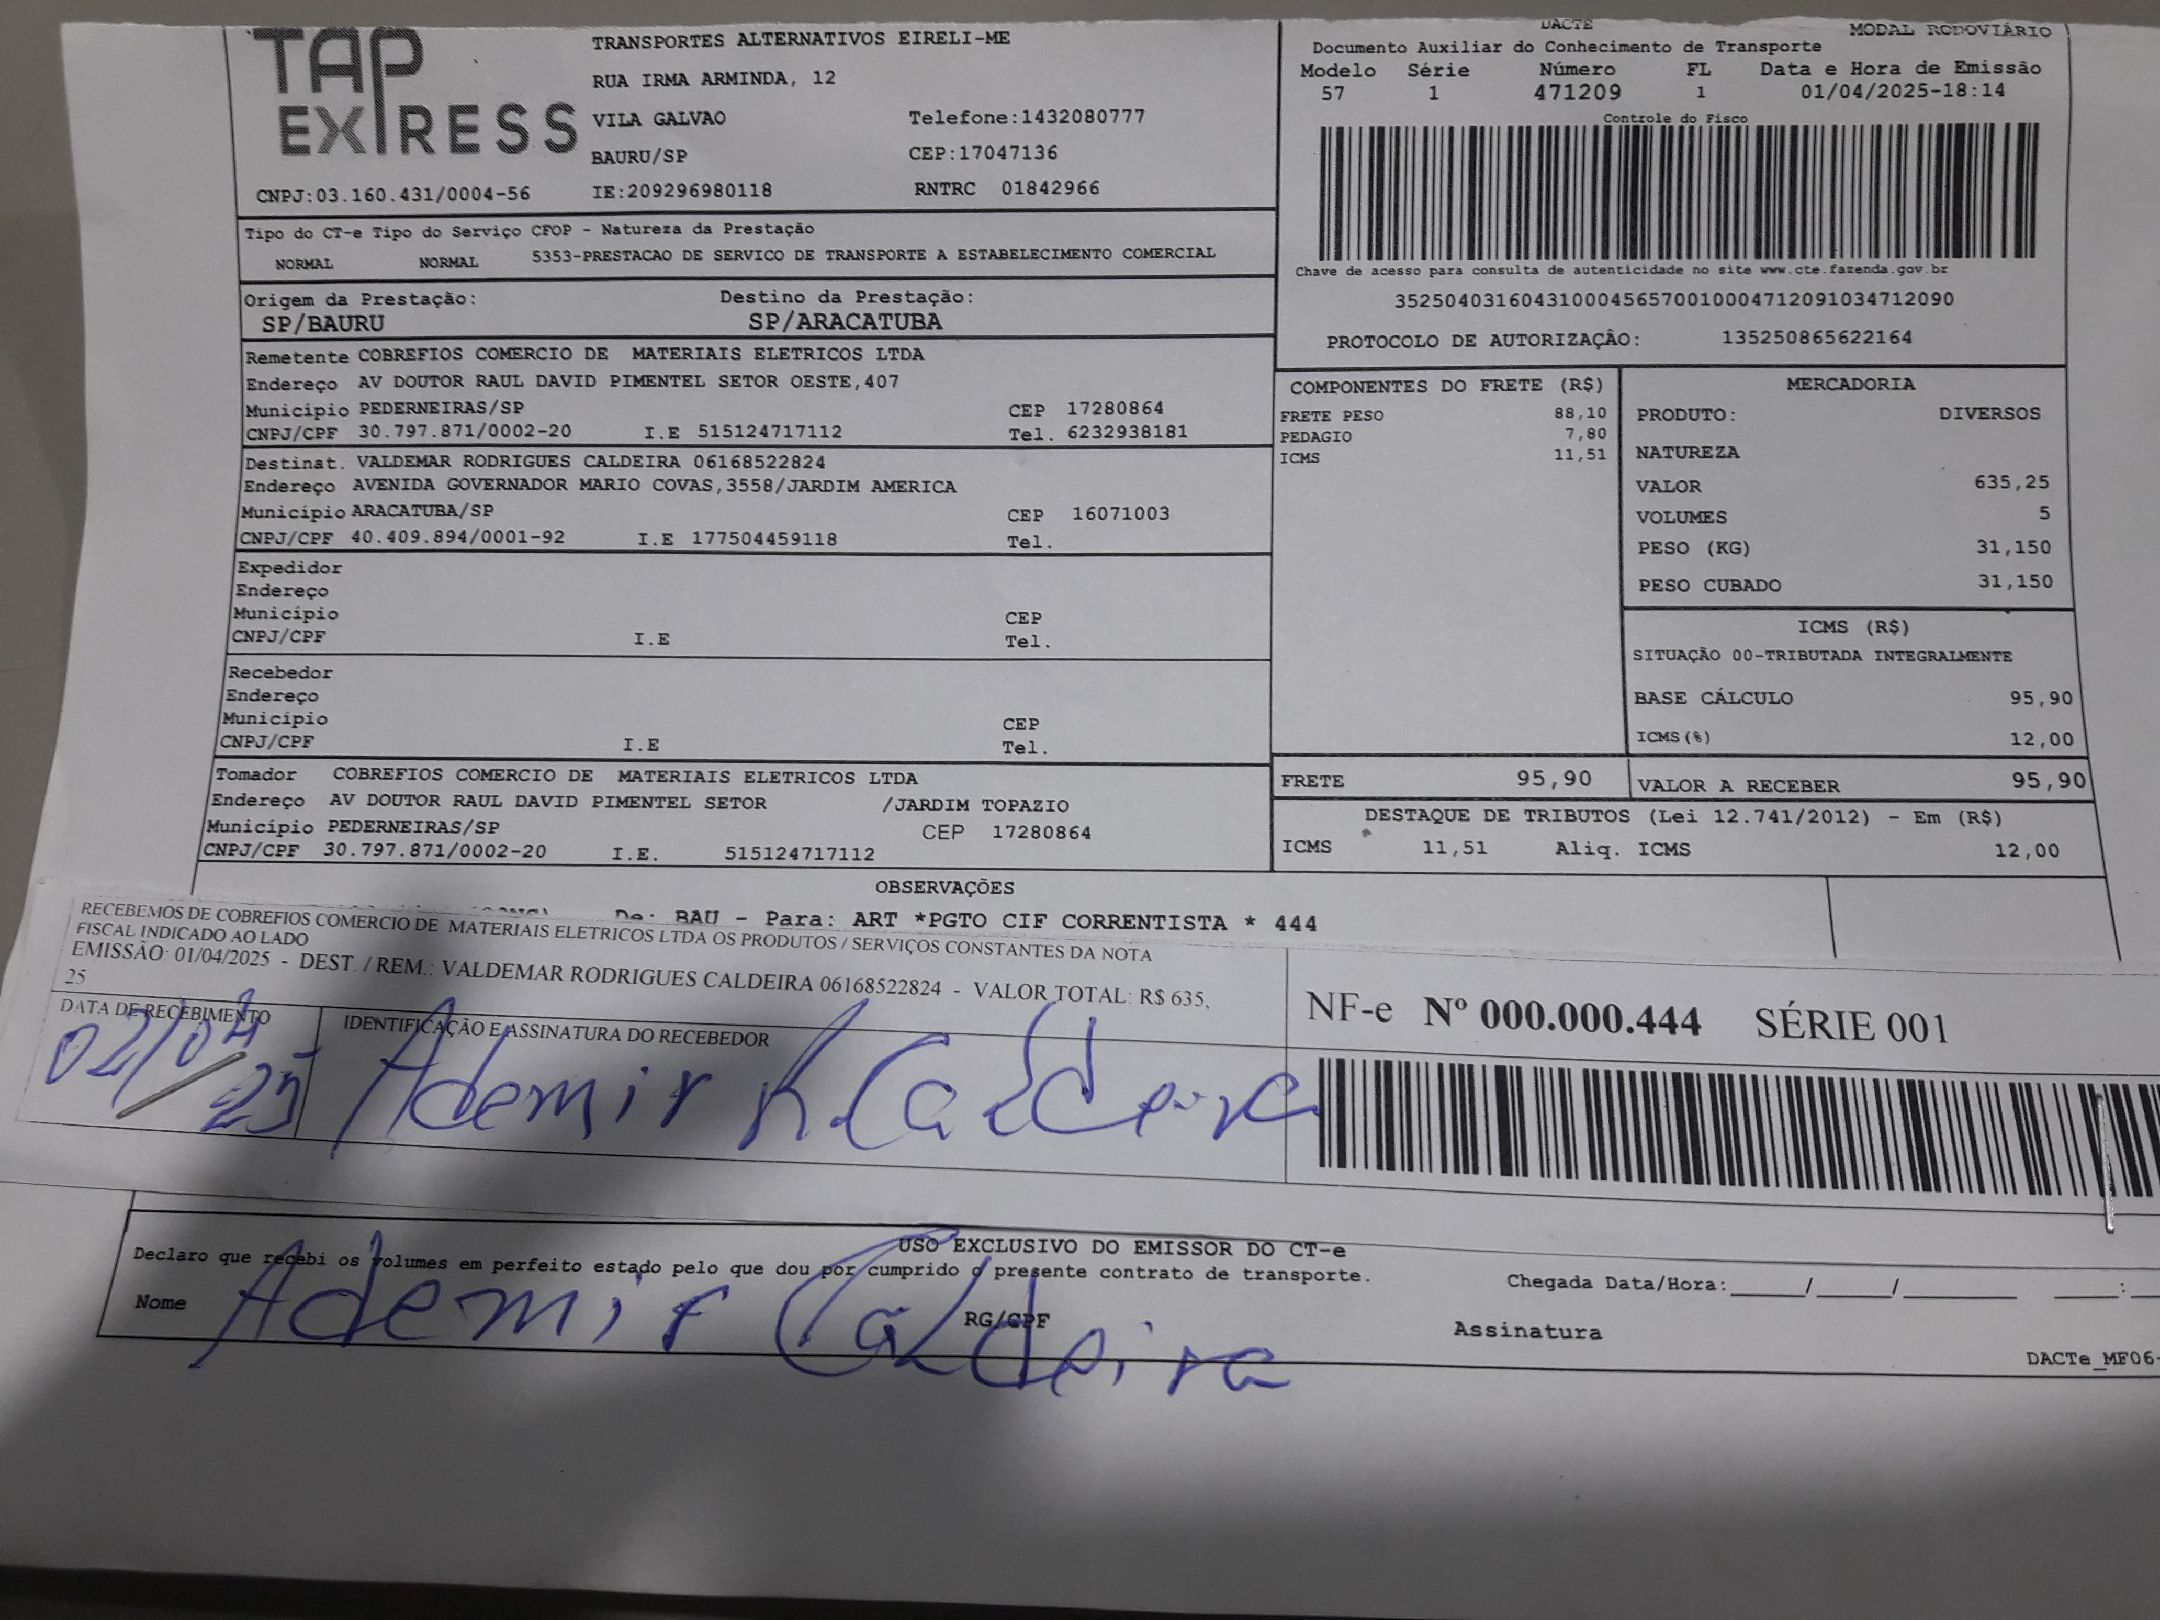 TAP EXPRESS
TRANSPORTES ALTERNATIVOS EIRELI-ME
RUA IRMA ARMINDA, 12
VILA GALVAO Telefone:1432080777
BAURU/SP CEP:17047136
CNPJ:03.160.431/0004-56 IE:209296980118 RNTRC 01842966
DACTE MODAL RODOVIÁRIO
Documento Auxiliar do Conhecimento de Transporte
Modelo Série Número FL Data e Hora de Emissão
57 1 471209 1 01/04/2025-18:14
Controle do Fisco
Chave de acesso para consulta de autenticidade no site www.cte.fazenda.gov.br
35250403160431000456570010004712091034712090
PROTOCOLO DE AUTORIZAÇÂO: 135250865622164
Tipo do CT-e Tipo do Serviço CFOP - Natureza da Prestação
NORMAL NORMAL 5353-PRESTACAO DE SERVICO DE TRANSPORTE A ESTABELECIMENTO COMERCIAL
Origem da Prestação: Destino da Prestação:
SP/BAURU SP/ARACATUBA
Remetente COBREFIOS COMERCIO DE MATERIAIS ELETRICOS LTDA
Endereço AV DOUTOR RAUL DAVID PIMENTEL SETOR OESTE,407
Município PEDERNEIRAS/SP CEP 17280864
CNPJ/CPF 30.797.871/0002-20 I.E 515124717112 Tel. 6232938181
Destinat. VALDEMAR RODRIGUES CALDEIRA 06168522824
Endereço AVENIDA GOVERNADOR MARIO COVAS,3558/JARDIM AMERICA
Município ARACATUBA/SP CEP 16071003
CNPJ/CPF 40.409.894/0001-92 I.E 177504459118 Tel.
Expedidor
Endereço
Município CEP
CNPJ/CPF I.E Tel.
Recebedor
Endereço
Município CEP
CNPJ/CPF I.E Tel.
Tomador COBREFIOS COMERCIO DE MATERIAIS ELETRICOS LTDA
Endereço AV DOUTOR RAUL DAVID PIMENTEL SETOR /JARDIM TOPAZIO
Município PEDERNEIRAS/SP CEP 17280864
CNPJ/CPF 30.797.871/0002-20 I.E. 515124717112
COMPONENTES DO FRETE (R$)
FRETE PESO 88,10
PEDAGIO 7,80
ICMS 11,51
MERCADORIA
PRODUTO: DIVERSOS
NATUREZA
VALOR 635,25
VOLUMES 5
PESO (KG) 31,150
PESO CUBADO 31,150
ICMS (R$)
SITUAÇÃO 00-TRIBUTADA INTEGRALMENTE
BASE CÁLCULO 95,90
ICMS(%) 12,00
FRETE 95,90 VALOR A RECEBER 95,90
DESTAQUE DE TRIBUTOS (Lei 12.741/2012) - Em (R$)
ICMS 11,51 Aliq. ICMS 12,00
OBSERVAÇÕES
De: BAU - Para: ART *PGTO CIF CORRENTISTA * 444
RECEBEMOS DE COBREFIOS COMERCIO DE MATERIAIS ELETRICOS LTDA OS PRODUTOS / SERVIÇOS CONSTANTES DA NOTA
FISCAL INDICADO AO LADO
EMISSÃO: 01/04/2025 - DEST. / REM.: VALDEMAR RODRIGUES CALDEIRA 06168522824 - VALOR TOTAL: R$ 635,
25
DATA DE RECEBIMENTO IDENTIFICAÇÃO E ASSINATURA DO RECEBEDOR
02/04/25 Ademir R Caldeira
NF-e Nº 000.000.444 SÉRIE 001
USO EXCLUSIVO DO EMISSOR DO CT-e
Declaro que recebi os volumes em perfeito estado pelo que dou por cumprido o presente contrato de transporte. Chegada Data/Hora:_____/_____/_______ ____:
Nome Ademir Caldeira RG/CPF Assinatura
DACTe_MF06-